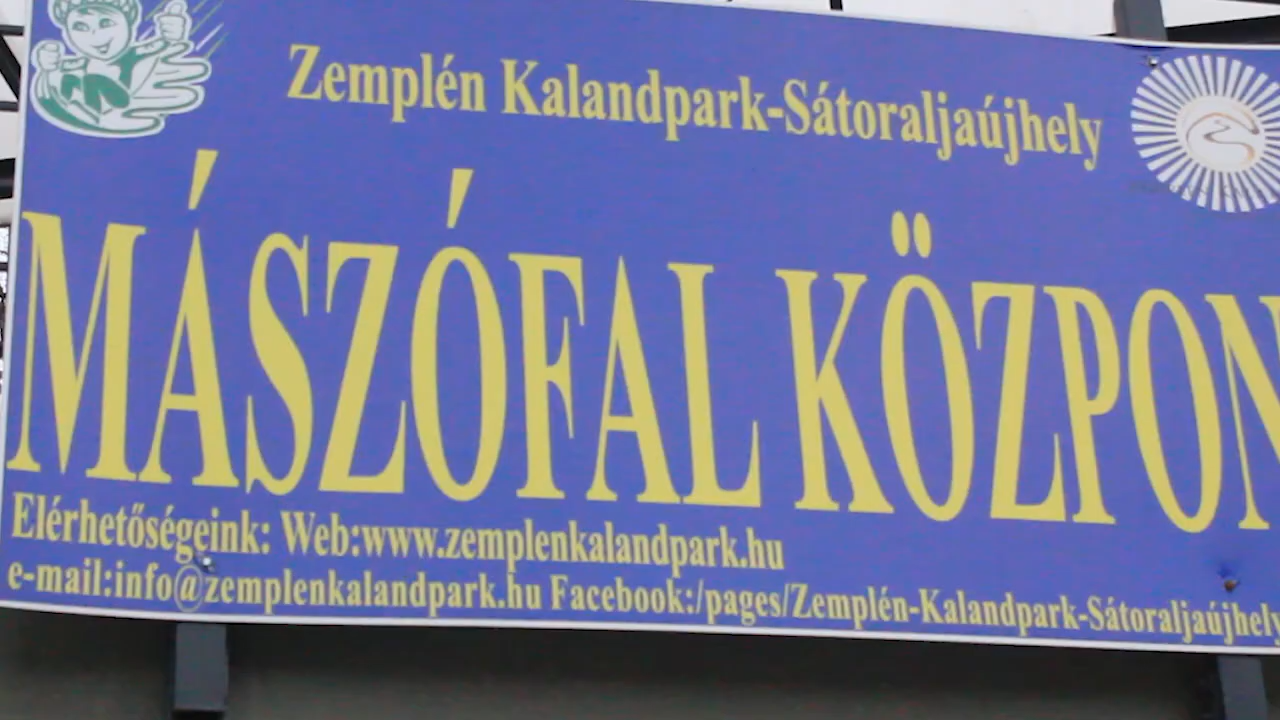 Zemplén Kalandpark-Sátoraljaújhely
MÁSZÓFAL KÖZPON
Elérhetőségeink: Web:www.zemplenkalandpark.hu
e-mail:info@zemplenkalandpark.hu Facebook:/pages/Zemplén-Kalandpark-Sátoraljaújhely